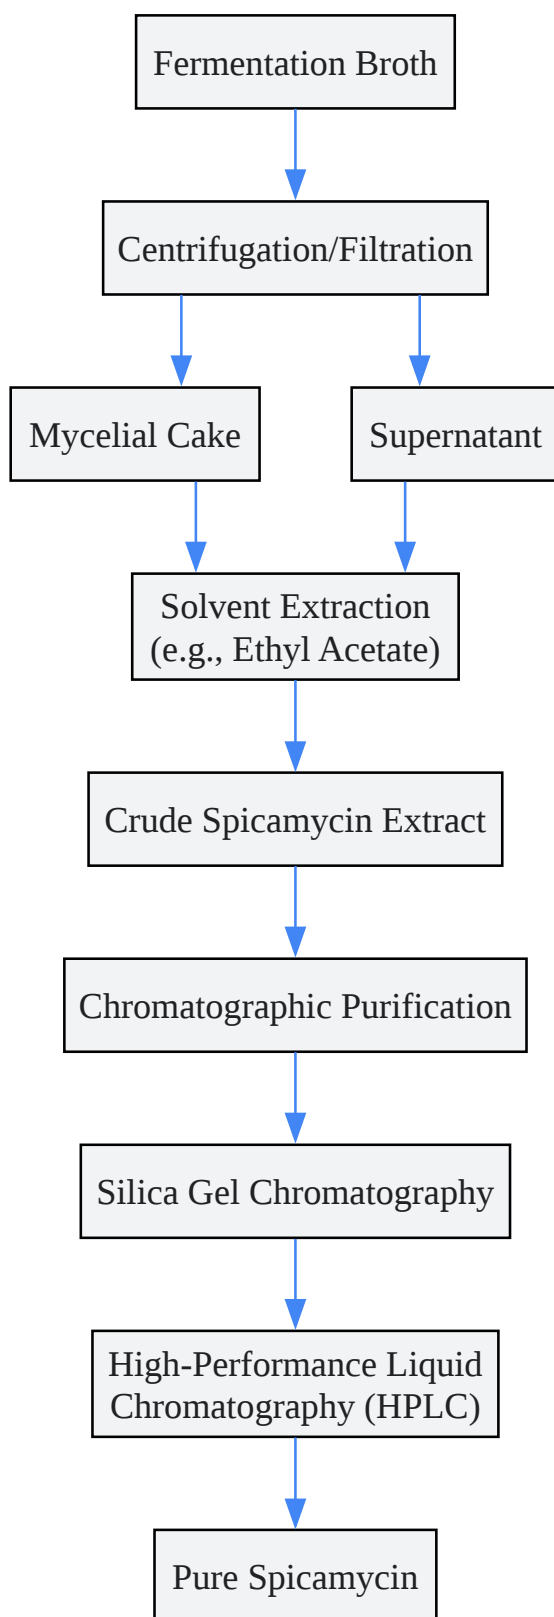 Fermentation Broth
Centrifugation/Filtration
Mycelial Cake
Supernatant
Solvent Extraction
(e.g., Ethyl Acetate)
Crude Spicamycin Extract
Chromatographic Purification
Silica Gel Chromatography
High-Performance Liquid
Chromatography (HPLC)
Pure Spicamycin